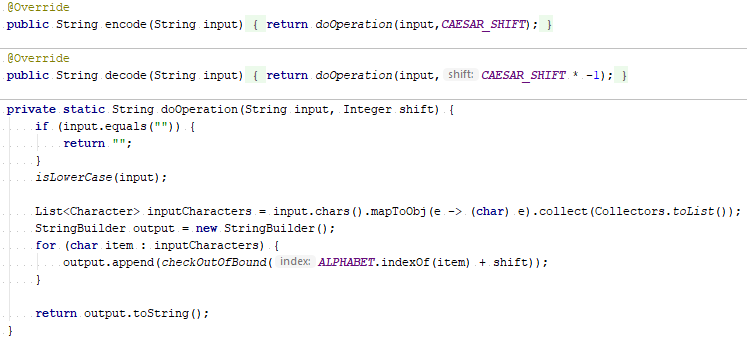 @Override
public String encode(String input) { return doOperation(input,CAESAR_SHIFT); }
@Override
public String decode(String input) { return doOperation(input, shift: CAESAR_SHIFT * -1); }
private static String doOperation(String input, Integer shift) {
if (input.equals("")) {
return "";
}
isLoverCase(input);
List<Character> inputCharacters = input.chars().mapToObj(e -> (char) e).collect(Collectors.toList());
StringBuilder output = new StringBuilder();
for (char item : inputCharacters) {
output.append(checkOutOfBound( index: ALPHABET.indexOf(item) + shift));
}
return output.toString();
}